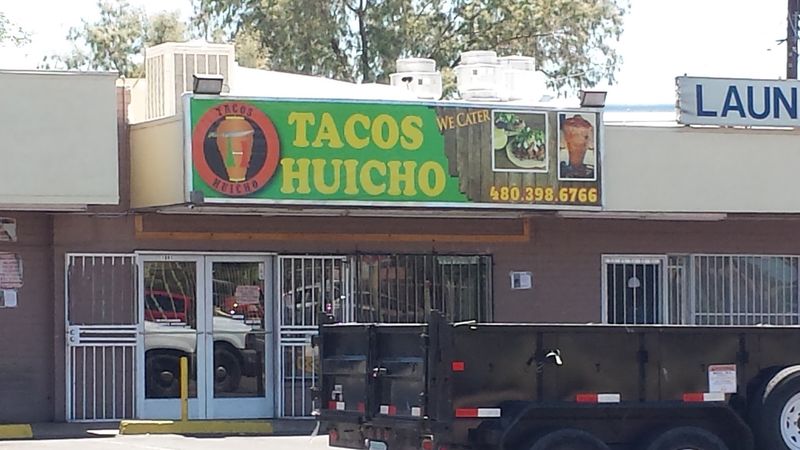 TACOS
HUICHO
TACOS
HUICHO
WE CATER
480.398.6766
LAUN